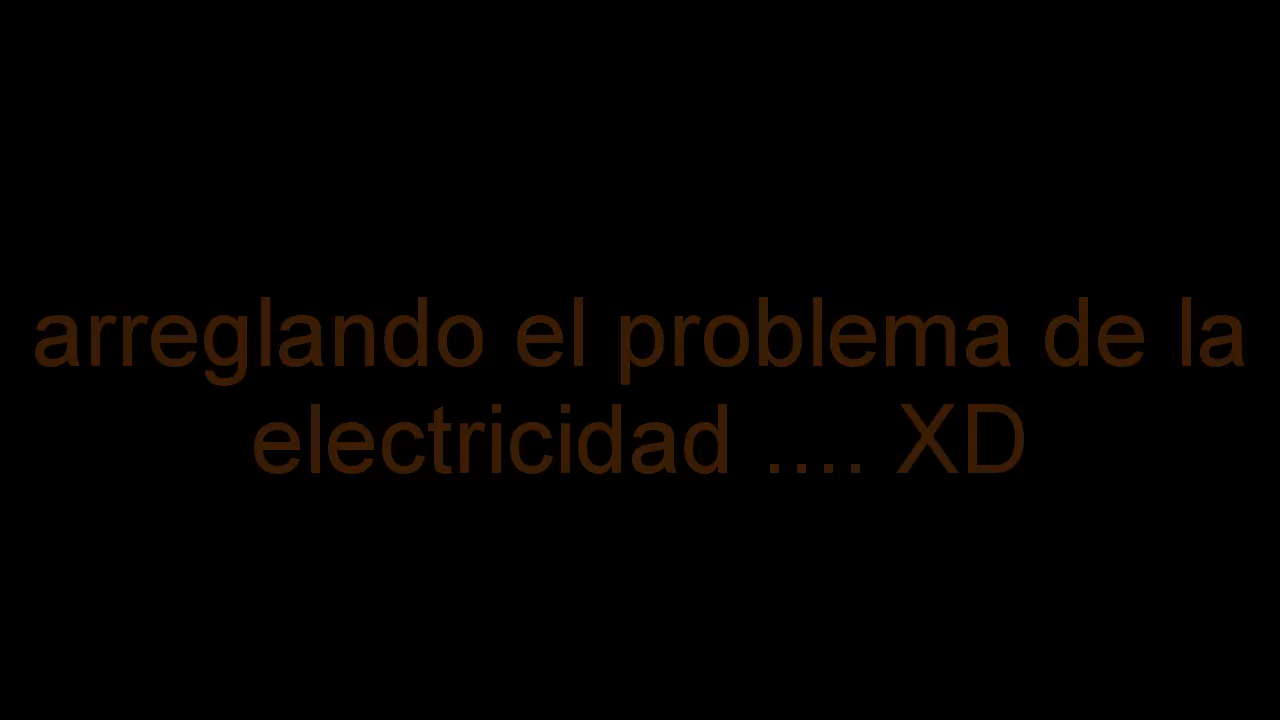 arreglando el problema de la
electricidad .... XD